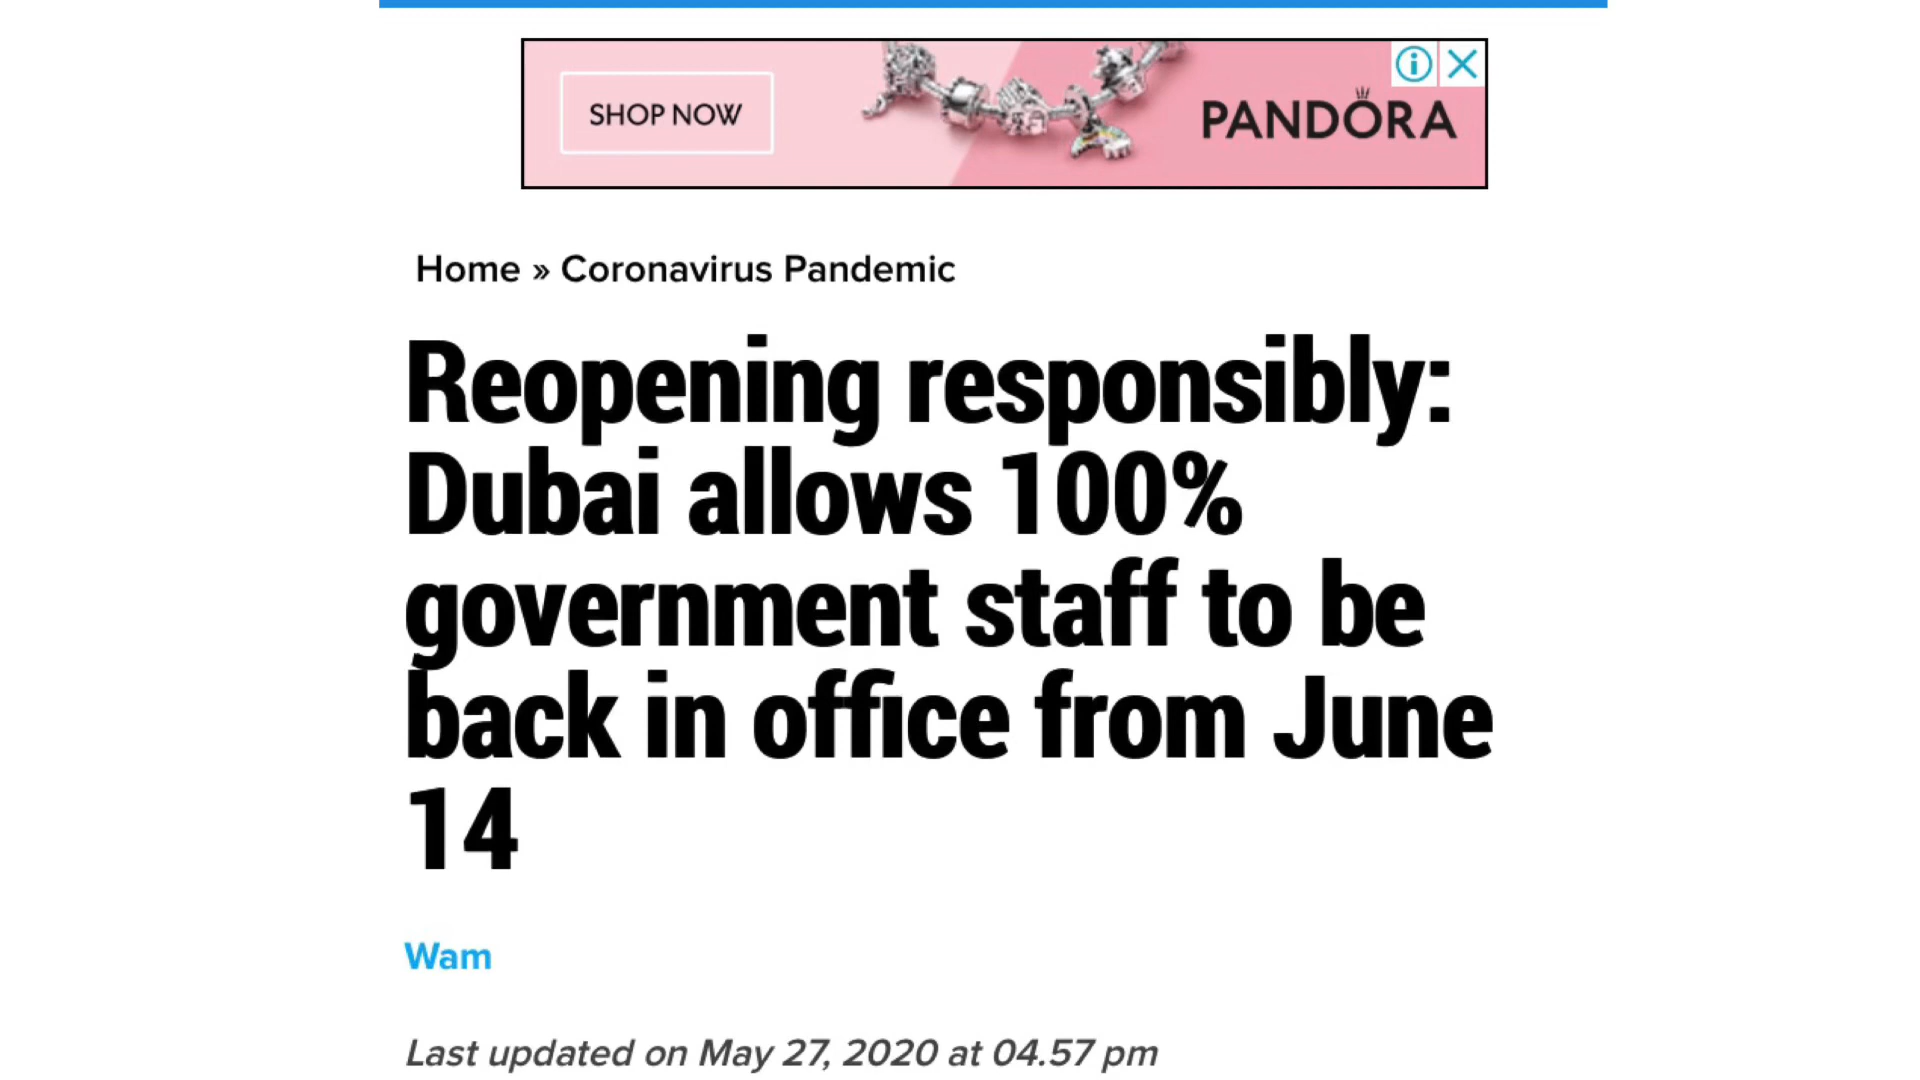 SHOP NOW
PANDORA
Home » Coronavirus Pandemic
Reopening responsibly:
Dubai allows 100%
government staff to be
back in office from June
14
Wam
Last updated on May 27, 2020 at 04.57 pm